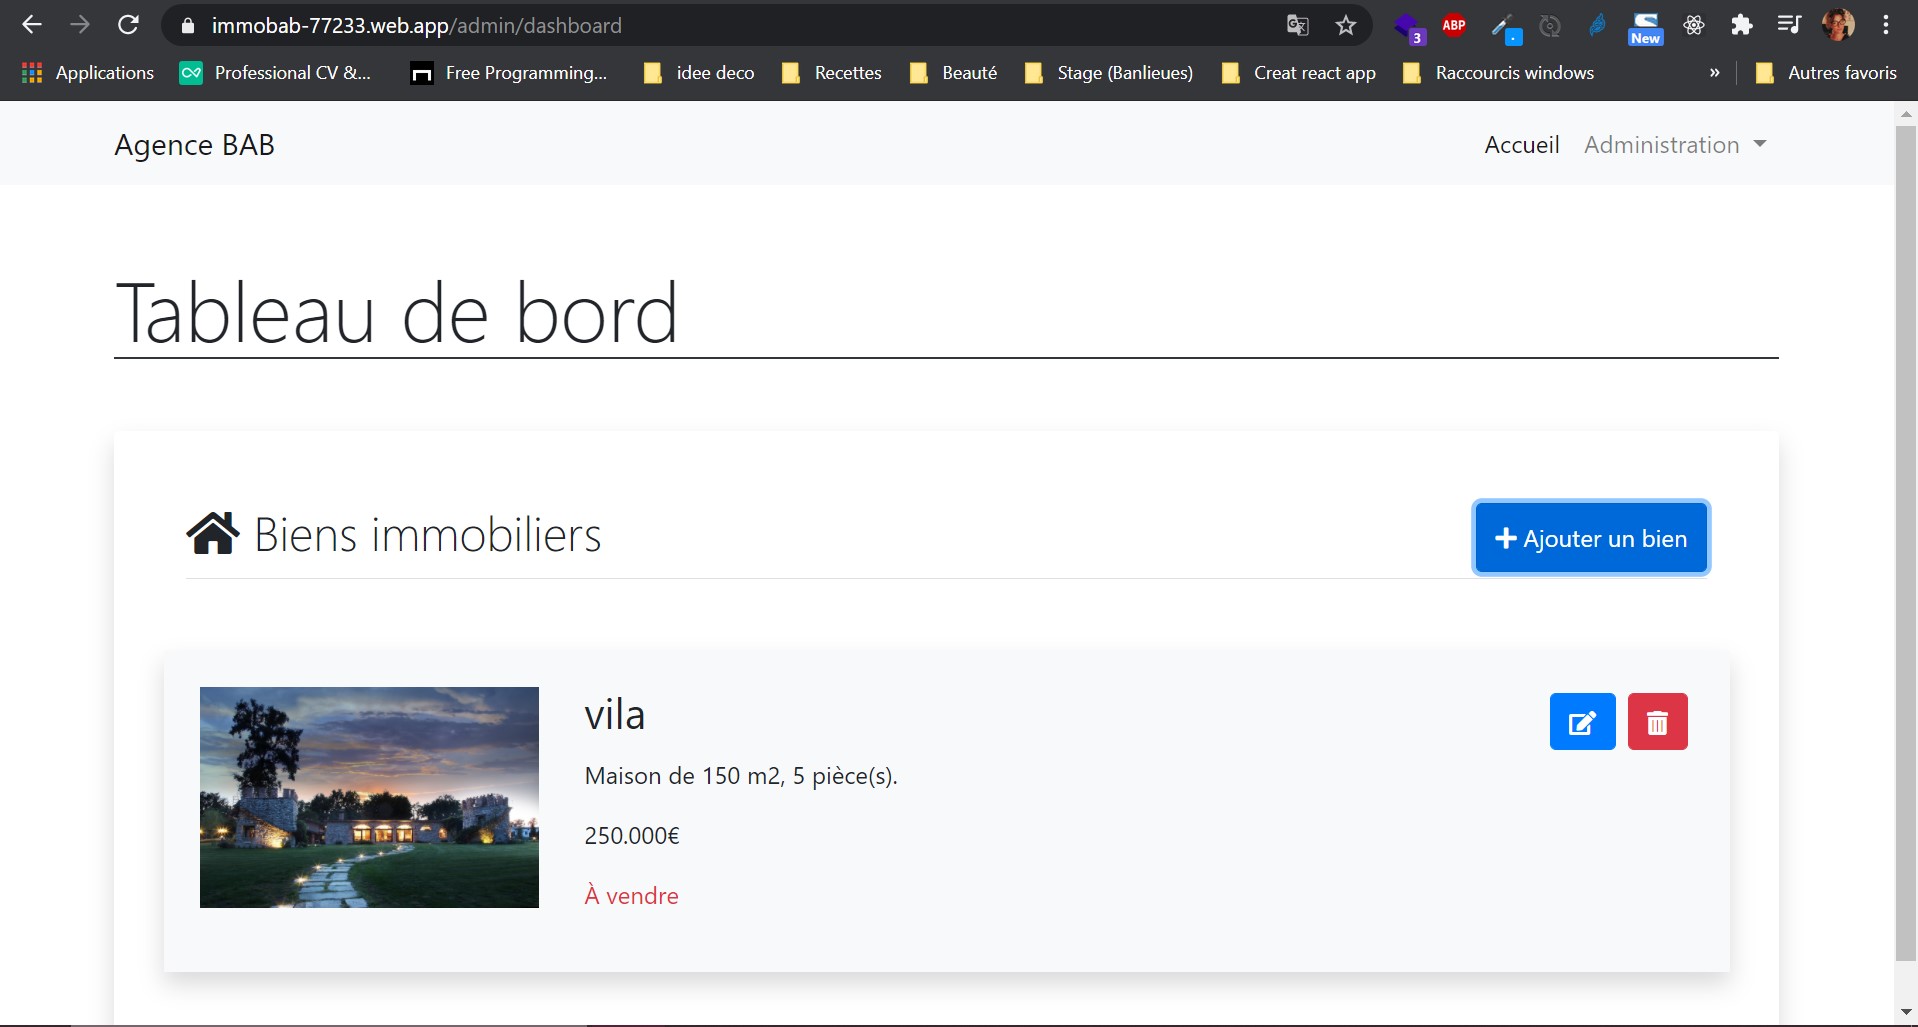 immobab-77233.web.app/admin/dashboard
3
ABP
New
Applications
Professional CV &...
Free Programming...
idee deco
Recettes
Beauté
Stage (Banlieues)
Creat react app
Raccourcis windows
»
Autres favoris
Agence BAB
Accueil
Administration
Tableau de bord
Biens immobiliers
Ajouter un bien
vila
Maison de 150 m2, 5 pièce(s).
250.000€
À vendre